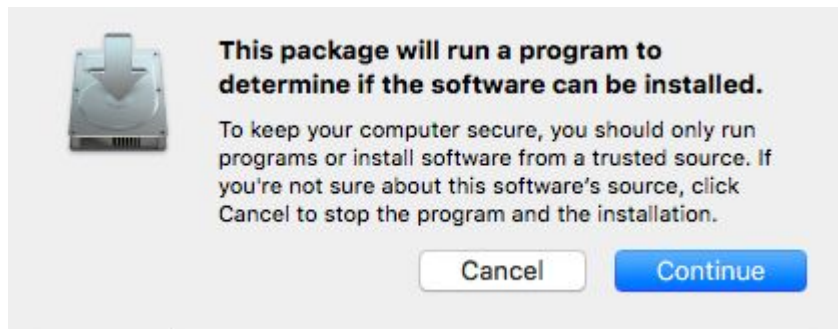 This package will run a program to
determine if the software can be installed.
To keep your computer secure, you should only run
programs or install software from a trusted source. If
you're not sure about this software’s source, click
Cancel to stop the program and the installation.
Cancel
Continue